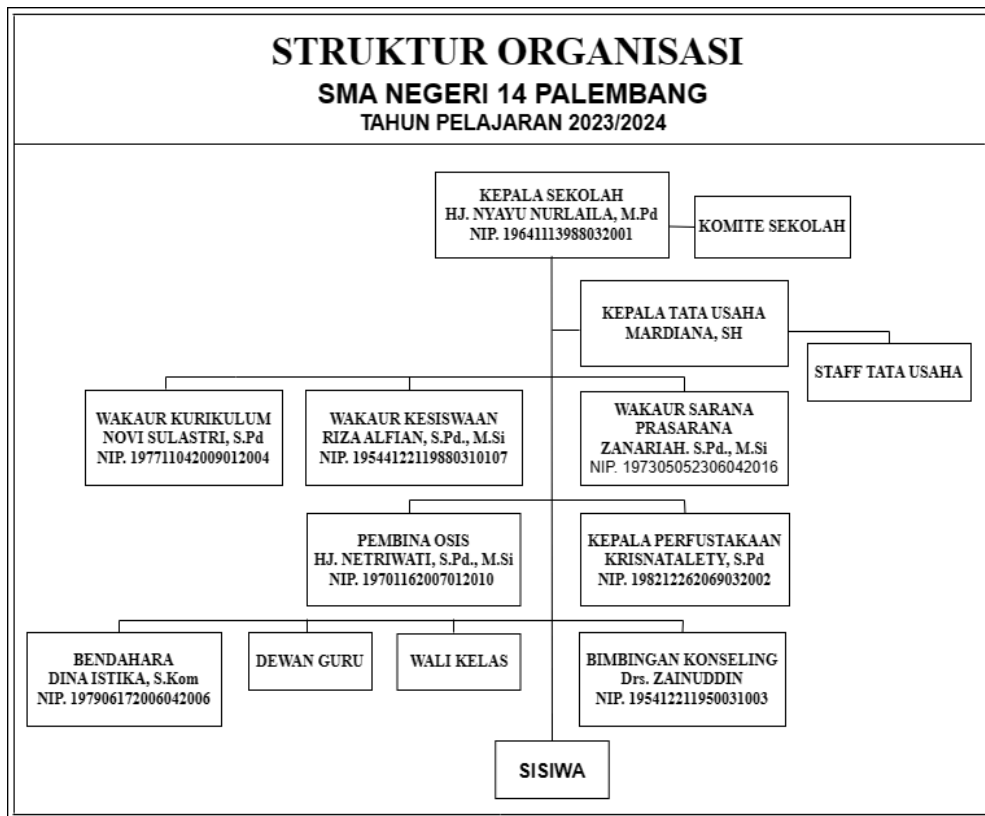 STRUKTUR ORGANISASI
SMA NEGERI 14 PALEMBANG
TAHUN PELAJARAN 2023/2024
KEPALA SEKOLAH
HJ. NYAYU NURLAILA, M.Pd
NIP. 19641113988032001
KOMITE SEKOLAH
KEPALA TATA USAHA
MARDIANA, SH
STAFF TATA USAHA
WAKAUR KURIKULUM
NOVI SULASTRI, S.Pd
NIP. 197711042009012004
WAKAUR KESISWAAN
RIZA ALFIAN, S.Pd., M.Si
NIP. 19544122119880310107
WAKAUR SARANA
PRASARANA
ZANARIAH. S.Pd., M.Si
NIP. 197305052306042016
PEMBINA OSIS
HJ. NETRIWATI, S.Pd., M.Si
NIP. 19701162007012010
KEPALA PERFUSTAKAAN
KRISNATALETY, S.Pd
NIP. 198212262069032002
BENDAHARA
DINA ISTIKA, S.Kom
NIP. 197906172006042006
DEWAN GURU
WALI KELAS
BIMBINGAN KONSELING
Drs. ZAINUDDIN
NIP. 195412211950031003
SISIWA